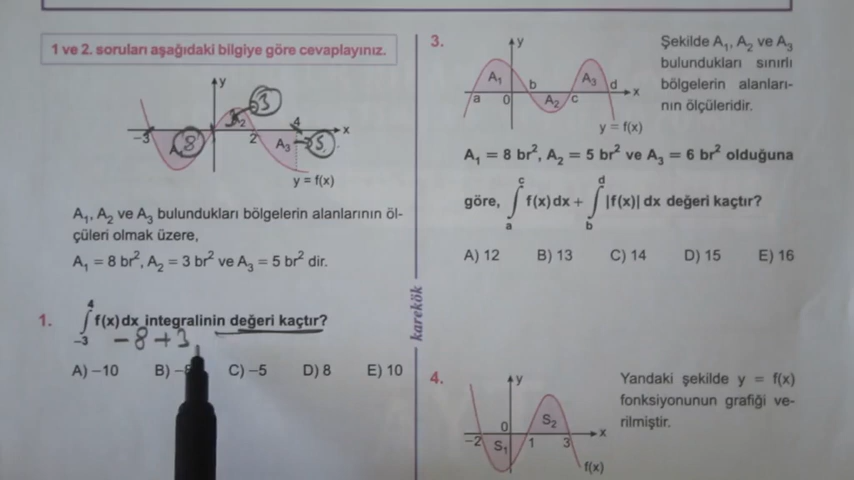 1 ve 2. soruları aşağıdaki bilgiye göre cevaplayınız.
y
3
A2
8
−3
2
4
x
A3
5
y = f(x)
A1, A2 ve A3 bulundukları bölgelerin alanlarının öl-
çüleri olmak üzere,
A1 = 8 br², A2 = 3 br² ve A3 = 5 br² dir.
1.
4
∫ f(x) dx integralinin değeri kaçtır?
−3
−8+3
A) −10 B) C) −5 D) 8 E) 10
karekök
3.
y
A1
b
A3
d
x
a
0
A2
c
y = f(x)
Şekilde A1, A2 ve A3
bulundukları sınırlı
bölgelerin alanları-
nın ölçüleridir.
A1 = 8 br², A2 = 5 br² ve A3 = 6 br² olduğuna
c d
göre, ∫ f(x) dx + ∫ |f(x)| dx değeri kaçtır?
a b
A) 12 B) 13 C) 14 D) 15 E) 16
4.
y
S2
0
−2
S1
1
3
x
f(x)
Yandaki şekilde y = f(x)
fonksiyonunun grafiği ve-
rilmiştir.